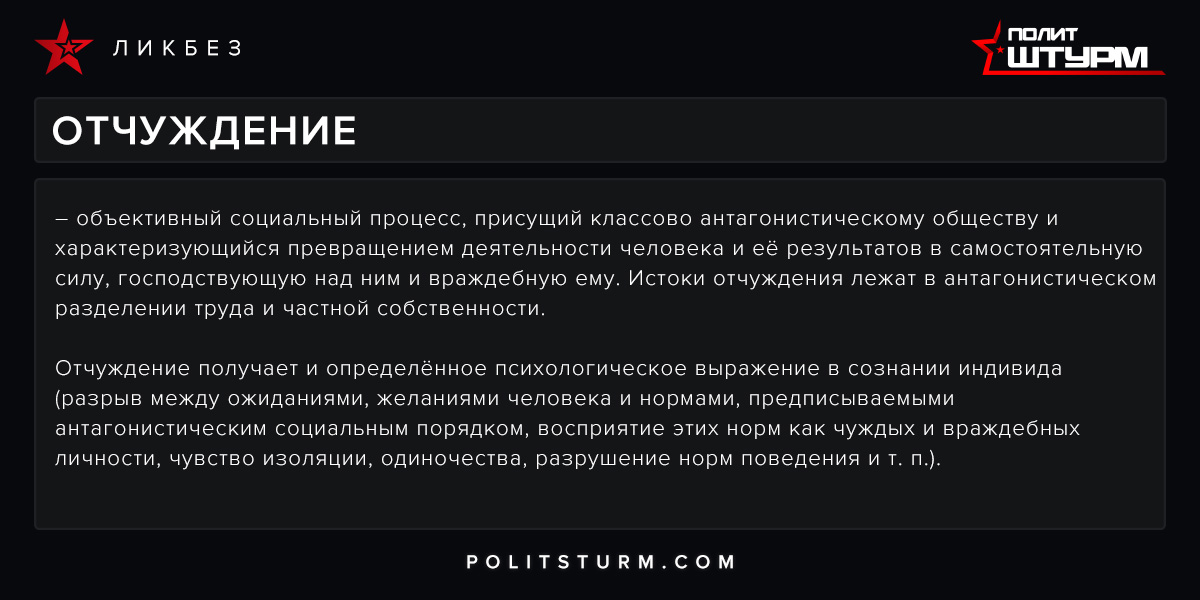 ЛИКБЕЗ
ПОЛИТ
ШТУРМ
ОТЧУЖДЕНИЕ
– объективный социальный процесс, присущий классово антагонистическому обществу и
характеризующийся превращением деятельности человека и её результатов в самостоятельную
силу, господствующую над ним и враждебную ему. Истоки отчуждения лежат в антагонистическом
разделении труда и частной собственности.
Отчуждение получает и определённое психологическое выражение в сознании индивида
(разрыв между ожиданиями, желаниями человека и нормами, предписываемыми
антагонистическим социальным порядком, восприятие этих норм как чуждых и враждебных
личности, чувство изоляции, одиночества, разрушение норм поведения и т. п.).
POLITSTURM.COM